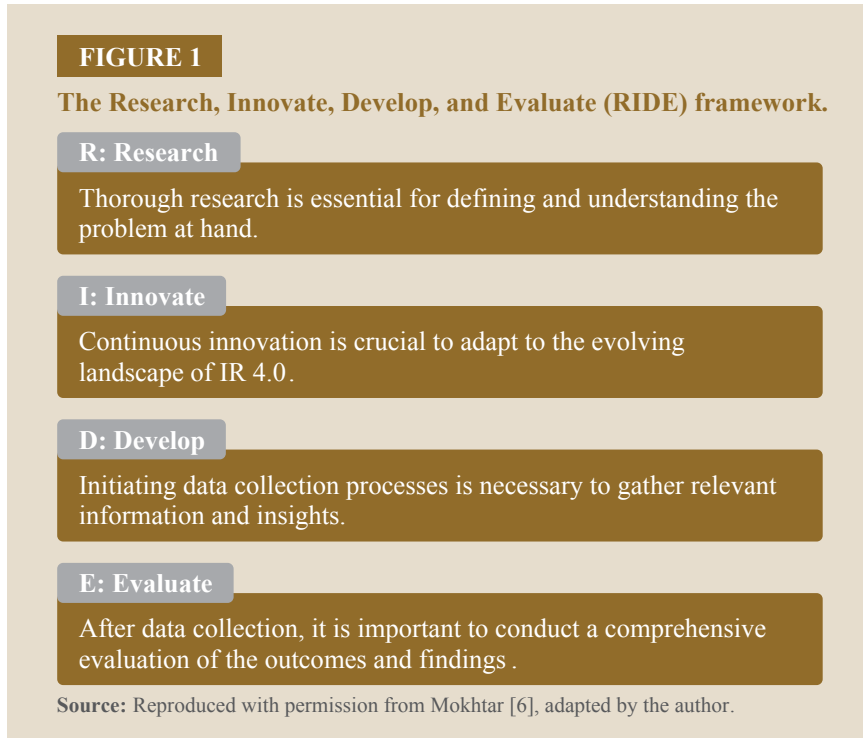 FIGURE 1
The Research, Innovate, Develop, and Evaluate (RIDE) framework.
R: Research
Thorough research is essential for defining and understanding the
problem at hand.
I: Innovate
Continuous innovation is crucial to adapt to the evolving
landscape of IR 4.0.
D: Develop
Initiating data collection processes is necessary to gather relevant
information and insights.
E: Evaluate
After data collection, it is important to conduct a comprehensive
evaluation of the outcomes and findings.
Source: Reproduced with permission from Mokhtar [6], adapted by the author.